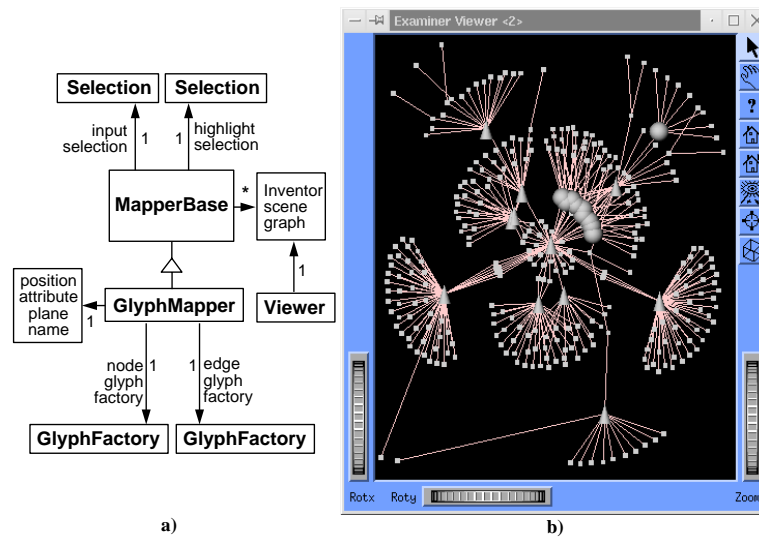 Selection
Selection
input
selection
1
1
highlight
selection
MapperBase
*
Inventor
scene
graph
1
Viewer
position
attribute
plane
name
1
GlyphMapper
node
glyph
factory
1
1
edge
glyph
factory
GlyphFactory
GlyphFactory
a)
Examiner Viewer <2>
?
Rotx
Roty
Zoom
b)